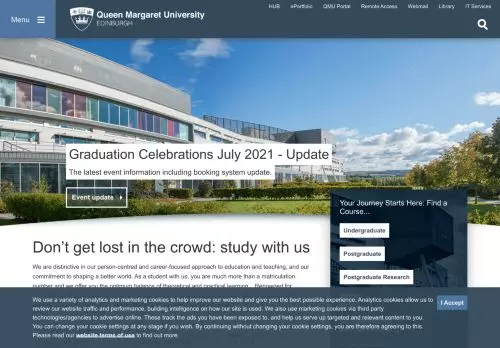 HUB ePortfolio QMU Portal Remote Access Webmail Library IT Services
Menu
Queen Margaret University
EDINBURGH
Graduation Celebrations July 2021 - Update
The latest event information including booking system update.
Event update
Your Journey Starts Here: Find a
Course...
Undergraduate
Postgraduate
Postgraduate Research
Don't get lost in the crowd: study with us
We are distinctive in our person-centred and career-focused approach to education and teaching, and our
commitment to shaping a better world. As a student with us, you are much more than a matriculation
number and we offer you the optimum balance of theoretical and practical learning. Renowned for
We use a variety of analytics and marketing cookies to help improve our website and give you the best possible experience. Analytics cookies allow us to
review our website traffic and performance, building intelligence on how our site is used. We also use marketing cookies via third party
technologies/agencies to advertise online. These track the ads you have been exposed to, and help us serve up targeted and relevant content to you.
You can change your cookie settings at any stage if you wish. By continuing without changing your cookie settings, you are therefore agreeing to this.
Please read our website terms of use to find out more.
I Accept